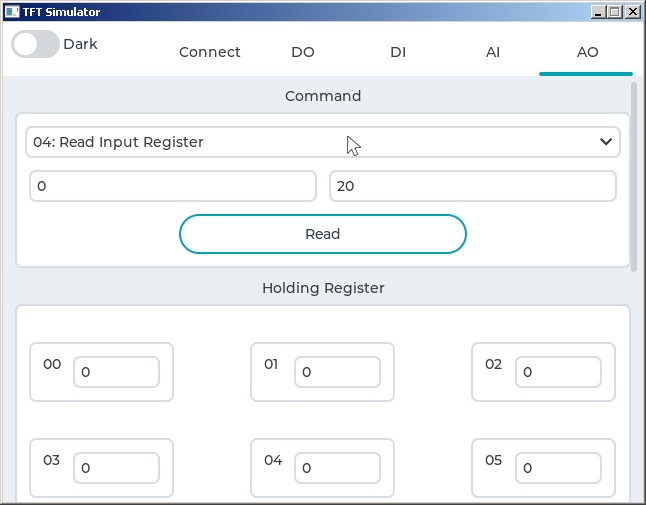 TFT Simulator
Dark
Connect DO DI AI AO
Command
04: Read Input Register
0 20
Read
Holding Register
00 0 01 0 02 0
03 0 04 0 05 0